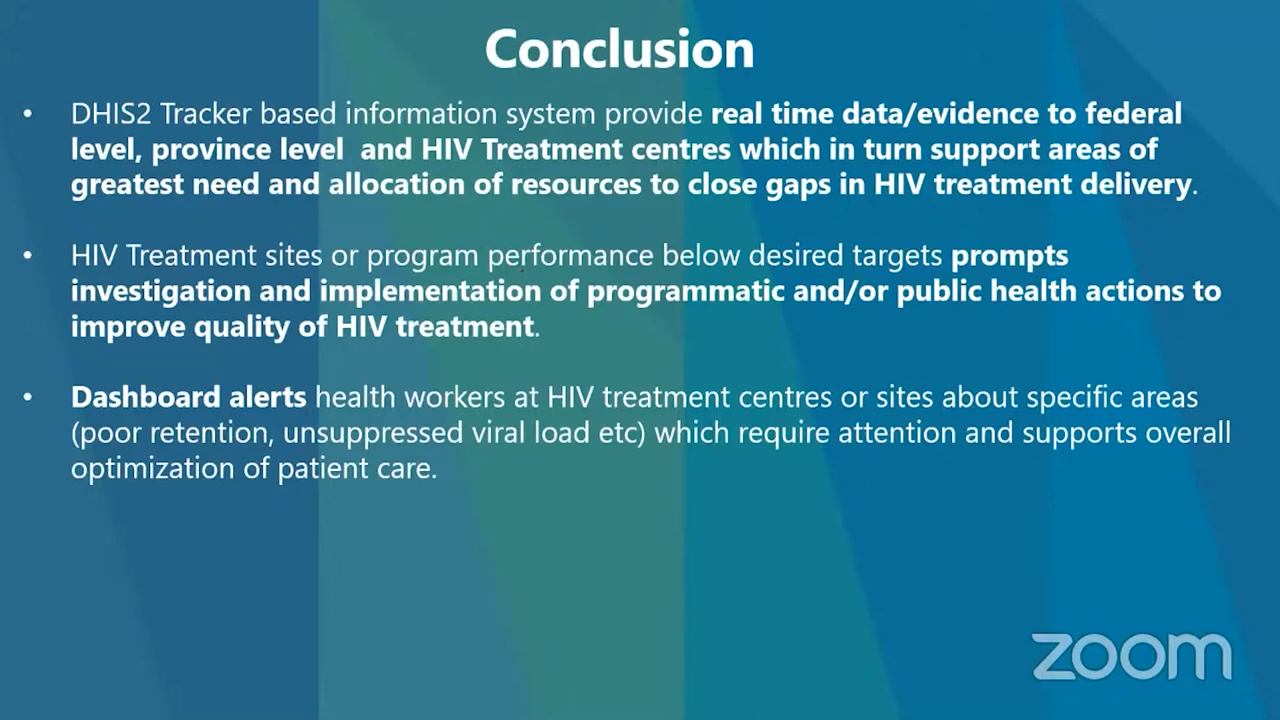 Conclusion
• DHIS2 Tracker based information system provide real time data/evidence to federal
level, province level  and HIV Treatment centres which in turn support areas of
greatest need and allocation of resources to close gaps in HIV treatment delivery.
• HIV Treatment sites or program performance below desired targets prompts
investigation and implementation of programmatic and/or public health actions to
improve quality of HIV treatment.
• Dashboard alerts health workers at HIV treatment centres or sites about specific areas
(poor retention, unsuppressed viral load etc) which require attention and supports overall
optimization of patient care.
zoom